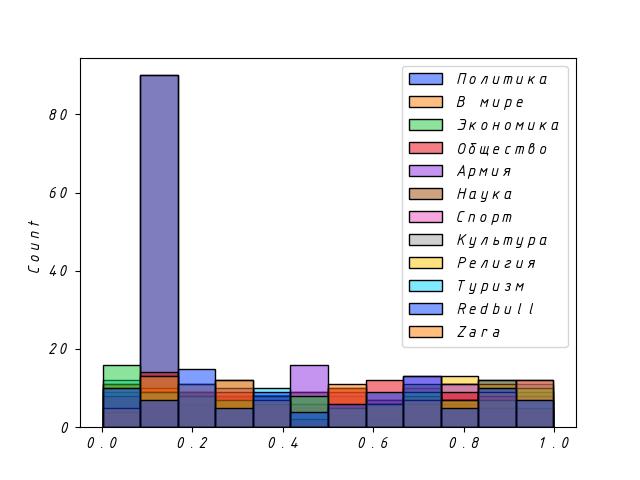 Count
80
60
40
20
0
0.0 0.2 0.4 0.6 0.8 1.0
Политика
В мире
Экономика
Общество
Армия
Наука
Спорт
Культура
Религия
Туризм
Redbull
Zara